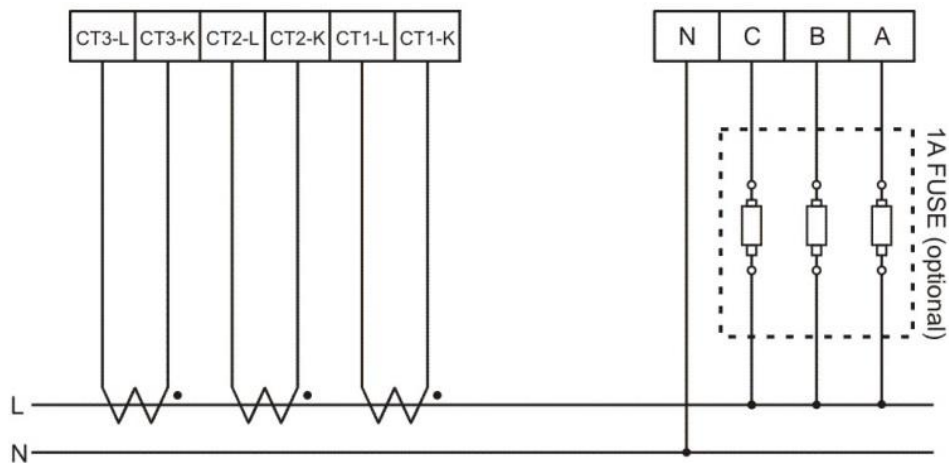 CT3-L CT3-K CT2-L CT2-K CT1-L CT1-K
N C B A
1A FUSE (optional)
L
N